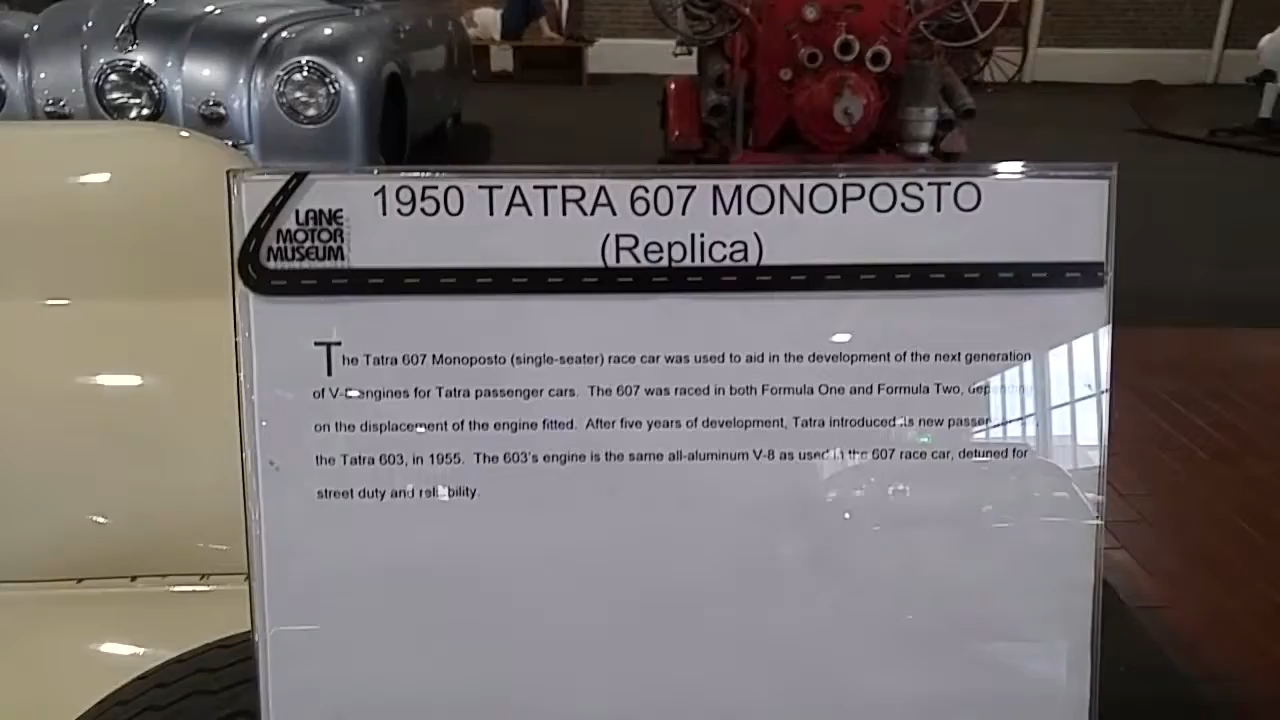 LANE
MOTOR
MUSEUM
1950 TATRA 607 MONOPOSTO
(Replica)
The Tatra 607 Monoposto (single-seater) race car was used to aid in the development of the next generation
of engines for Tatra passenger cars. The 607 was raced in both Formula One and Formula Two, depending
on the displacement of the engine fitted. After five years of development, Tatra introduced its new
the Tatra 603, in 1955. The 603's engine is the same all-aluminum V-8 as used in the 607 race car, detuned for
street duty and reliability.